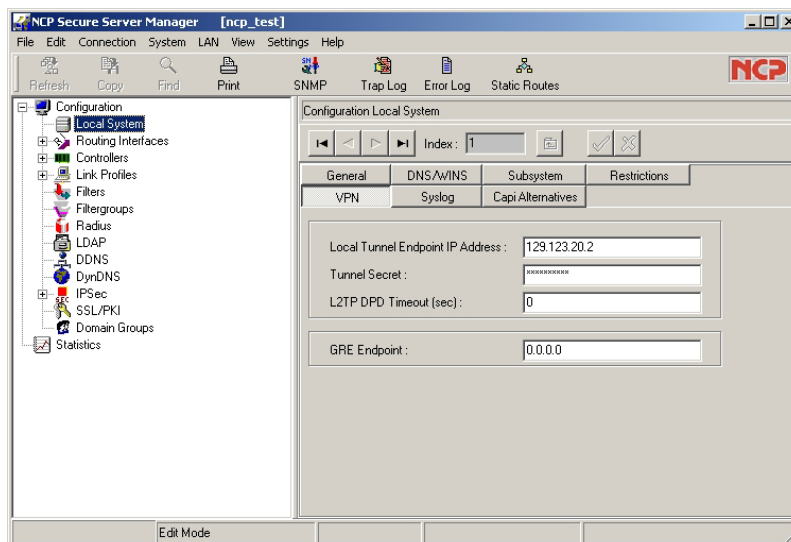 NCP Secure Server Manager [ncp_test]
File Edit Connection System LAN View Settings Help
Refresh Copy Find Print SNMP Trap Log Error Log Static Routes
NCP
Configuration
Local System
Routing Interfaces
Controllers
Link Profiles
Filters
Filtergroups
Radius
LDAP
DDNS
DynDNS
IPSec
SSL/PKI
Domain Groups
Statistics
Configuration Local System
Index : 1
General DNS/WINS Subsystem Restrictions
VPN Syslog Capi Alternatives
Local Tunnel Endpoint IP Address : 129.123.20.2
Tunnel Secret : **********
L2TP DPD Timeout (sec) : 0
GRE Endpoint : 0.0.0.0
Edit Mode